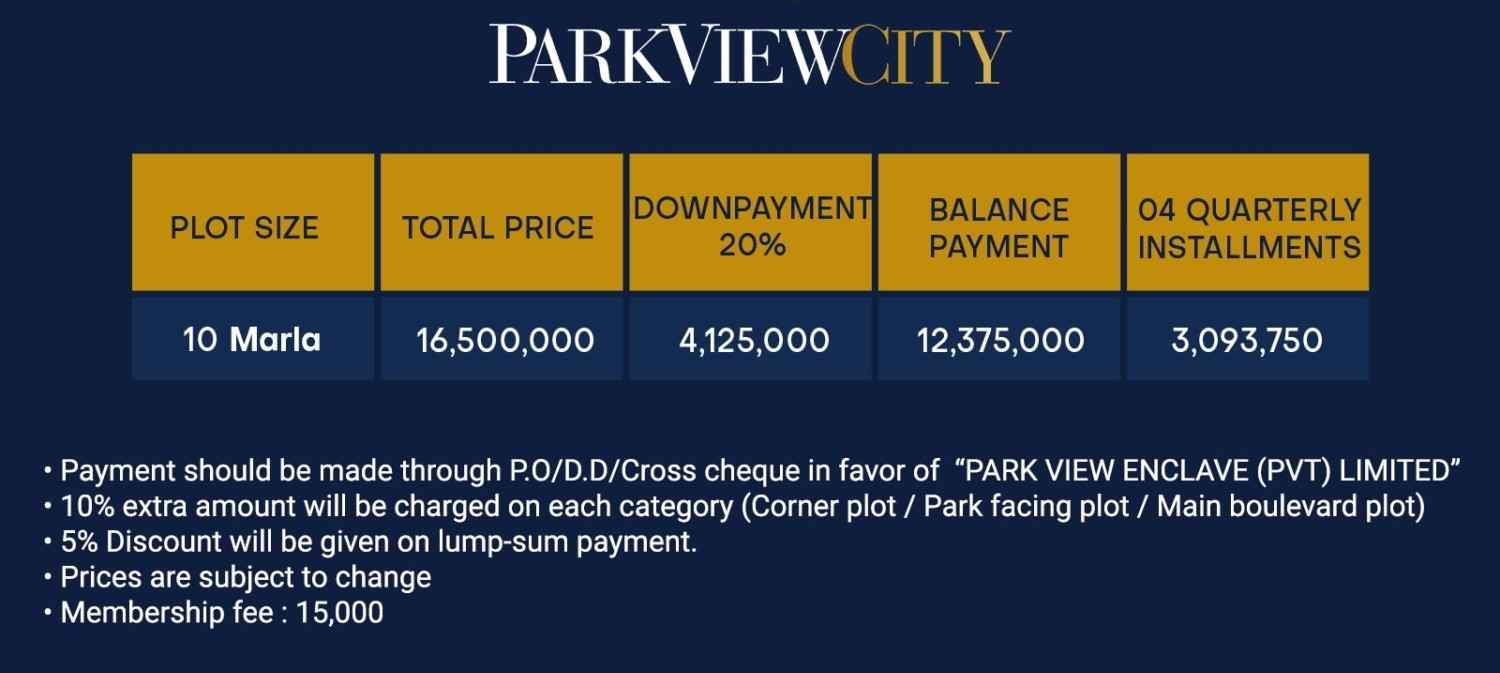 PARKVIEWCITY
PLOT SIZE
TOTAL PRICE
DOWNPAYMENT
20%
BALANCE
PAYMENT
04 QUARTERLY
INSTALLMENTS
10 Marla
16,500,000
4,125,000
12,375,000
3,093,750
• Payment should be made through P.O/D.D/Cross cheque in favor of “PARK VIEW ENCLAVE (PVT) LIMITED”
• 10% extra amount will be charged on each category (Corner plot / Park facing plot / Main boulevard plot)
• 5% Discount will be given on lump-sum payment.
• Prices are subject to change
• Membership fee : 15,000